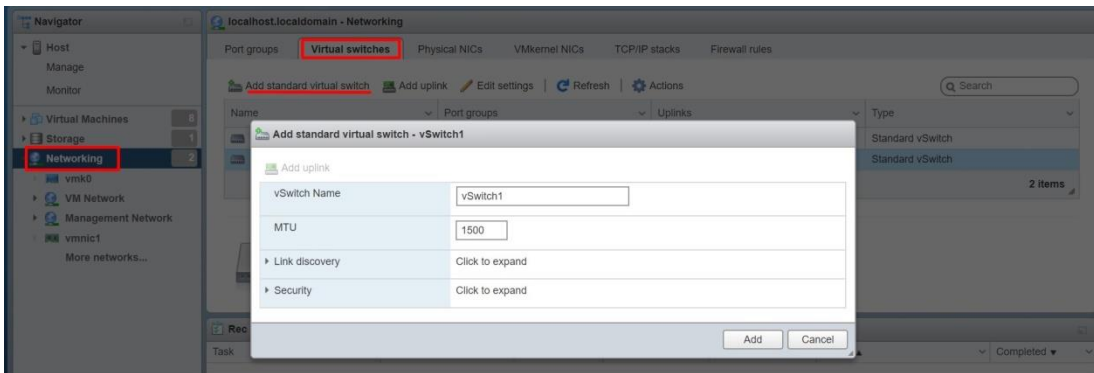 Navigator
localhost.localdomain - Networking
Host
Manage
Monitor
Virtual Machines 6
Storage 1
Networking 2
vmk0
VM Network
Management Network
vmnic1
More networks...
Port groups Virtual switches Physical NICs VMkernel NICs TCP/IP stacks Firewall rules
Add standard virtual switch Add uplink Edit settings Refresh Actions Search
Name Port groups Uplinks Type
Standard vSwitch
Standard vSwitch
2 items
Add standard virtual switch - vSwitch1
Add uplink
vSwitch Name vSwitch1
MTU 1500
Link discovery Click to expand
Security Click to expand
Add Cancel
Rec
Task Completed